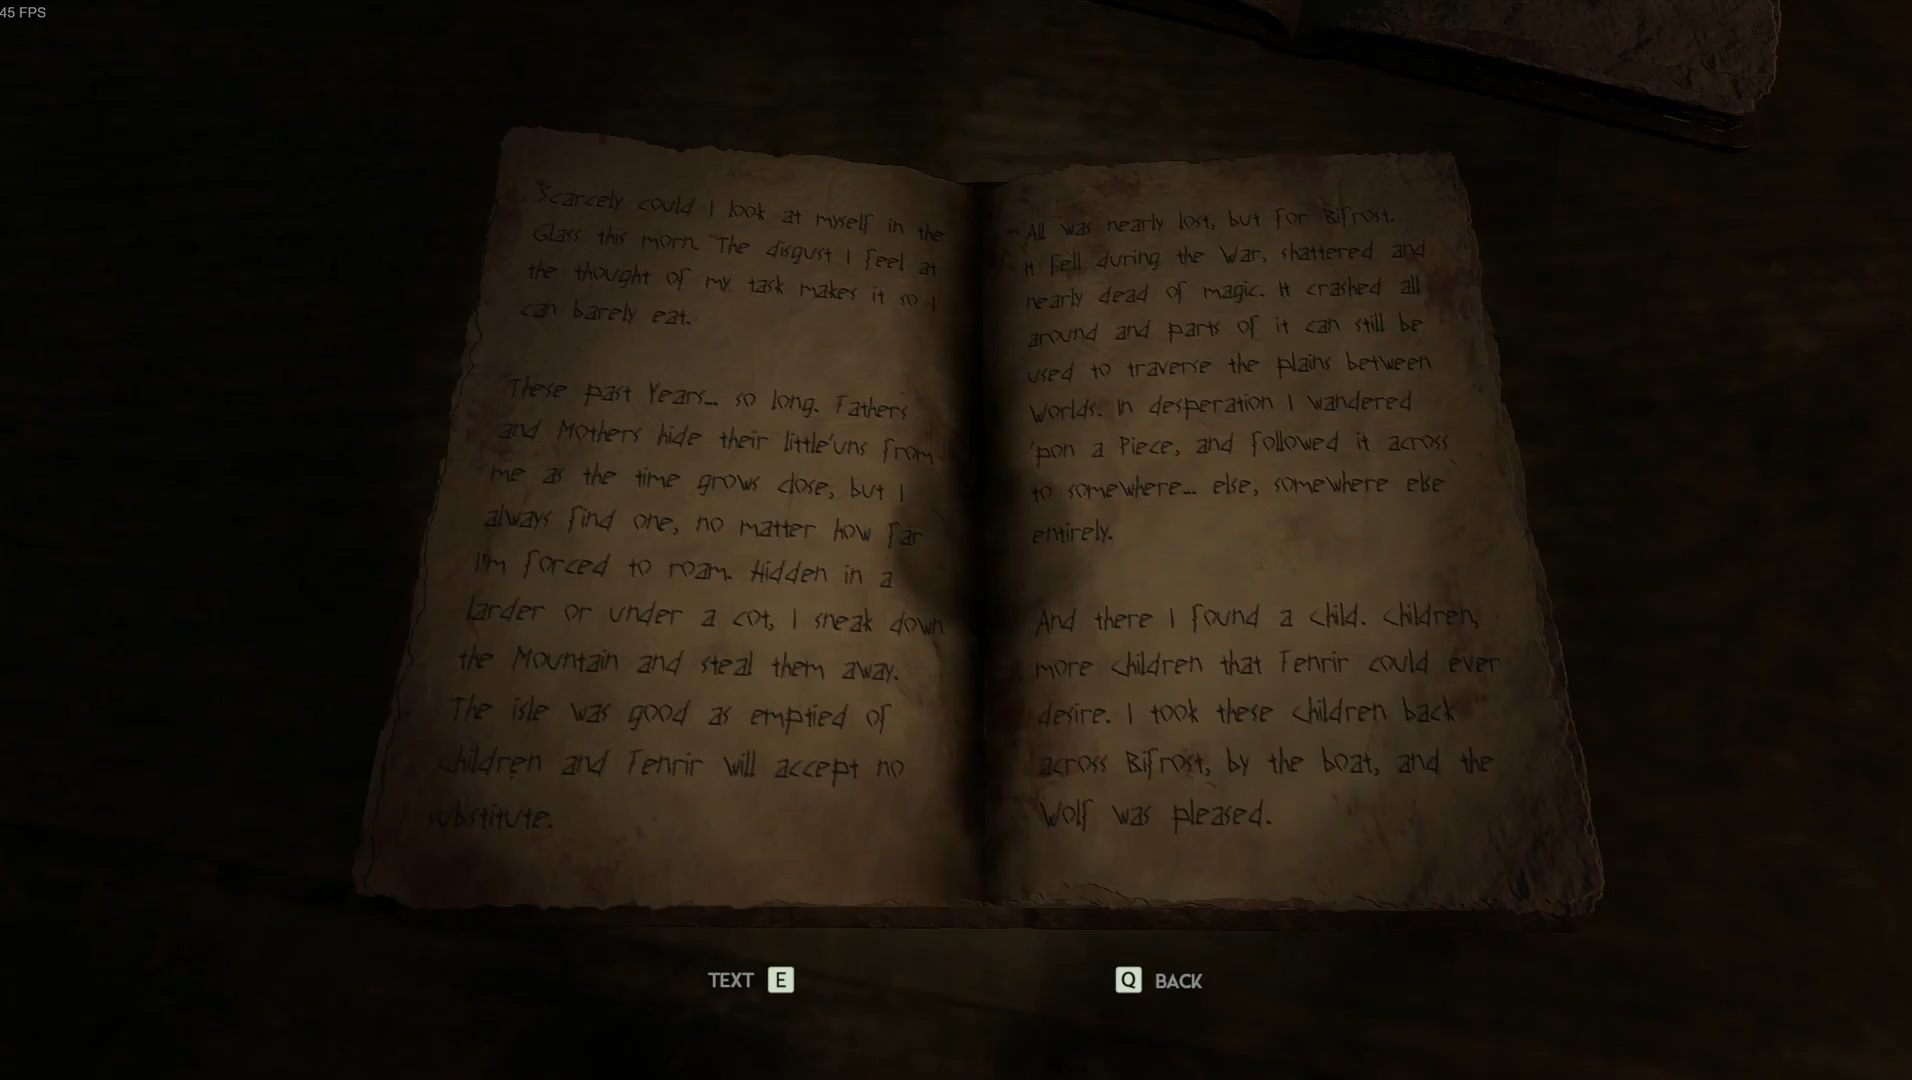 45 FPS
Scarcely could I look at myself in the
Glass this morn. The disgust I feel at
the thought of my task makes it so I
can barely eat.
These past Years... so long. Fathers
and Mothers hide their little'uns from
me as the time grows close, but I
always find one, no matter how far
I'm forced to roam. Hidden in a
larder or under a cot, I sneak down
the Mountain and steal them away.
The isle was good as emptied of
children and Fenrir will accept no
substitute.
All was nearly lost, but for Bifrost.
It fell during the War, shattered and
nearly dead of magic. It crashed all
around and parts of it can still be
used to traverse the plains between
Worlds. In desperation I wandered
'pon a Piece, and followed it across
to somewhere... else, somewhere else
entirely.
And there I found a child. Children,
more children that Fenrir could ever
desire. I took these children back
across Bifrost, by the boat, and the
Wolf was pleased.
TEXT E
Q BACK